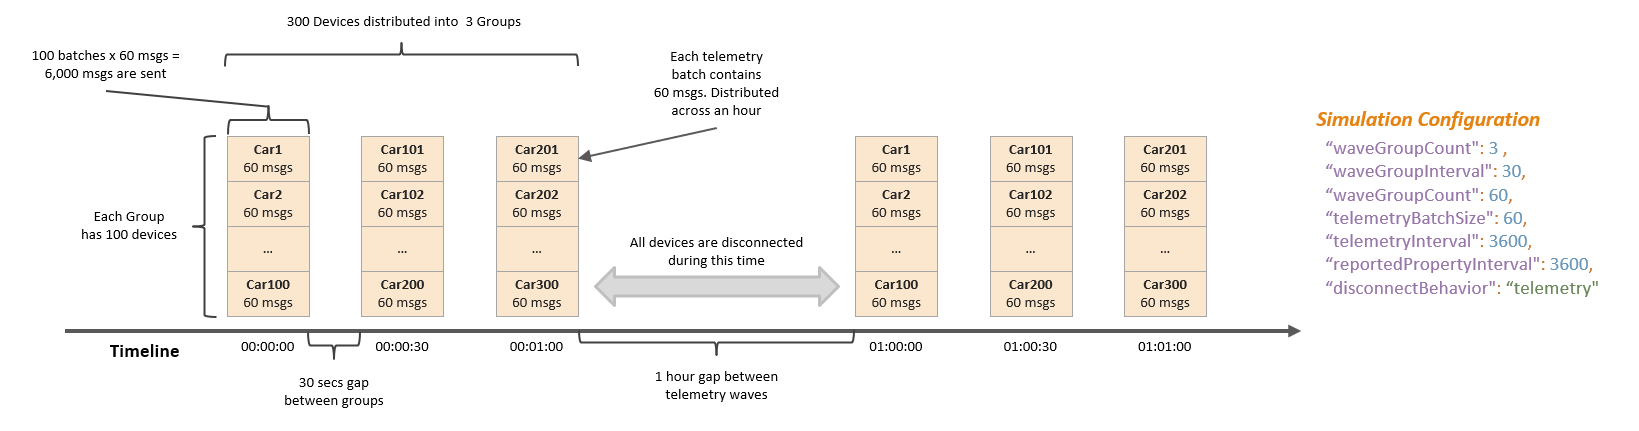 300 Devices distributed into  3 Groups
100 batches x 60 msgs =
6,000 msgs are sent
Each telemetry
batch contains
60 msgs. Distributed
across an hour
Each Group
has 100 devices
Car1
60 msgs
Car2
60 msgs
...
Car100
60 msgs
Car101
60 msgs
Car102
60 msgs
...
Car200
60 msgs
Car201
60 msgs
Car202
60 msgs
...
Car300
60 msgs
All devices are disconnected
during this time
Car1
60 msgs
Car2
60 msgs
...
Car100
60 msgs
Car101
60 msgs
Car102
60 msgs
...
Car200
60 msgs
Car201
60 msgs
Car202
60 msgs
...
Car300
60 msgs
Timeline
00:00:00
00:00:30
00:01:00
01:00:00
01:00:30
01:01:00
30 secs gap
between groups
1 hour gap between
telemetry waves
Simulation Configuration
“waveGroupCount": 3 ,
“waveGroupInterval": 30,
“waveGroupCount": 60,
“telemetryBatchSize": 60,
“telemetryInterval": 3600,
“reportedPropertyInterval": 3600,
“disconnectBehavior": “telemetry"